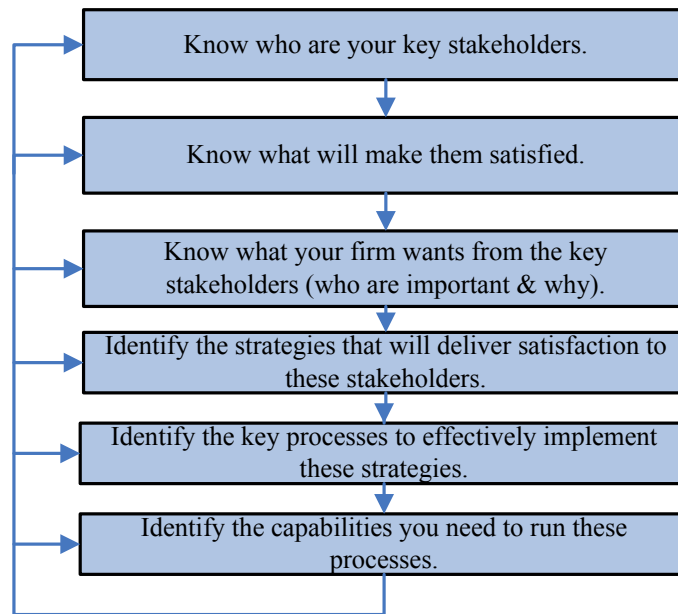 Know who are your key stakeholders.
Know what will make them satisfied.
Know what your firm wants from the key
stakeholders (who are important & why).
Identify the strategies that will deliver satisfaction to
these stakeholders.
Identify the key processes to effectively implement
these strategies.
Identify the capabilities you need to run these
processes.